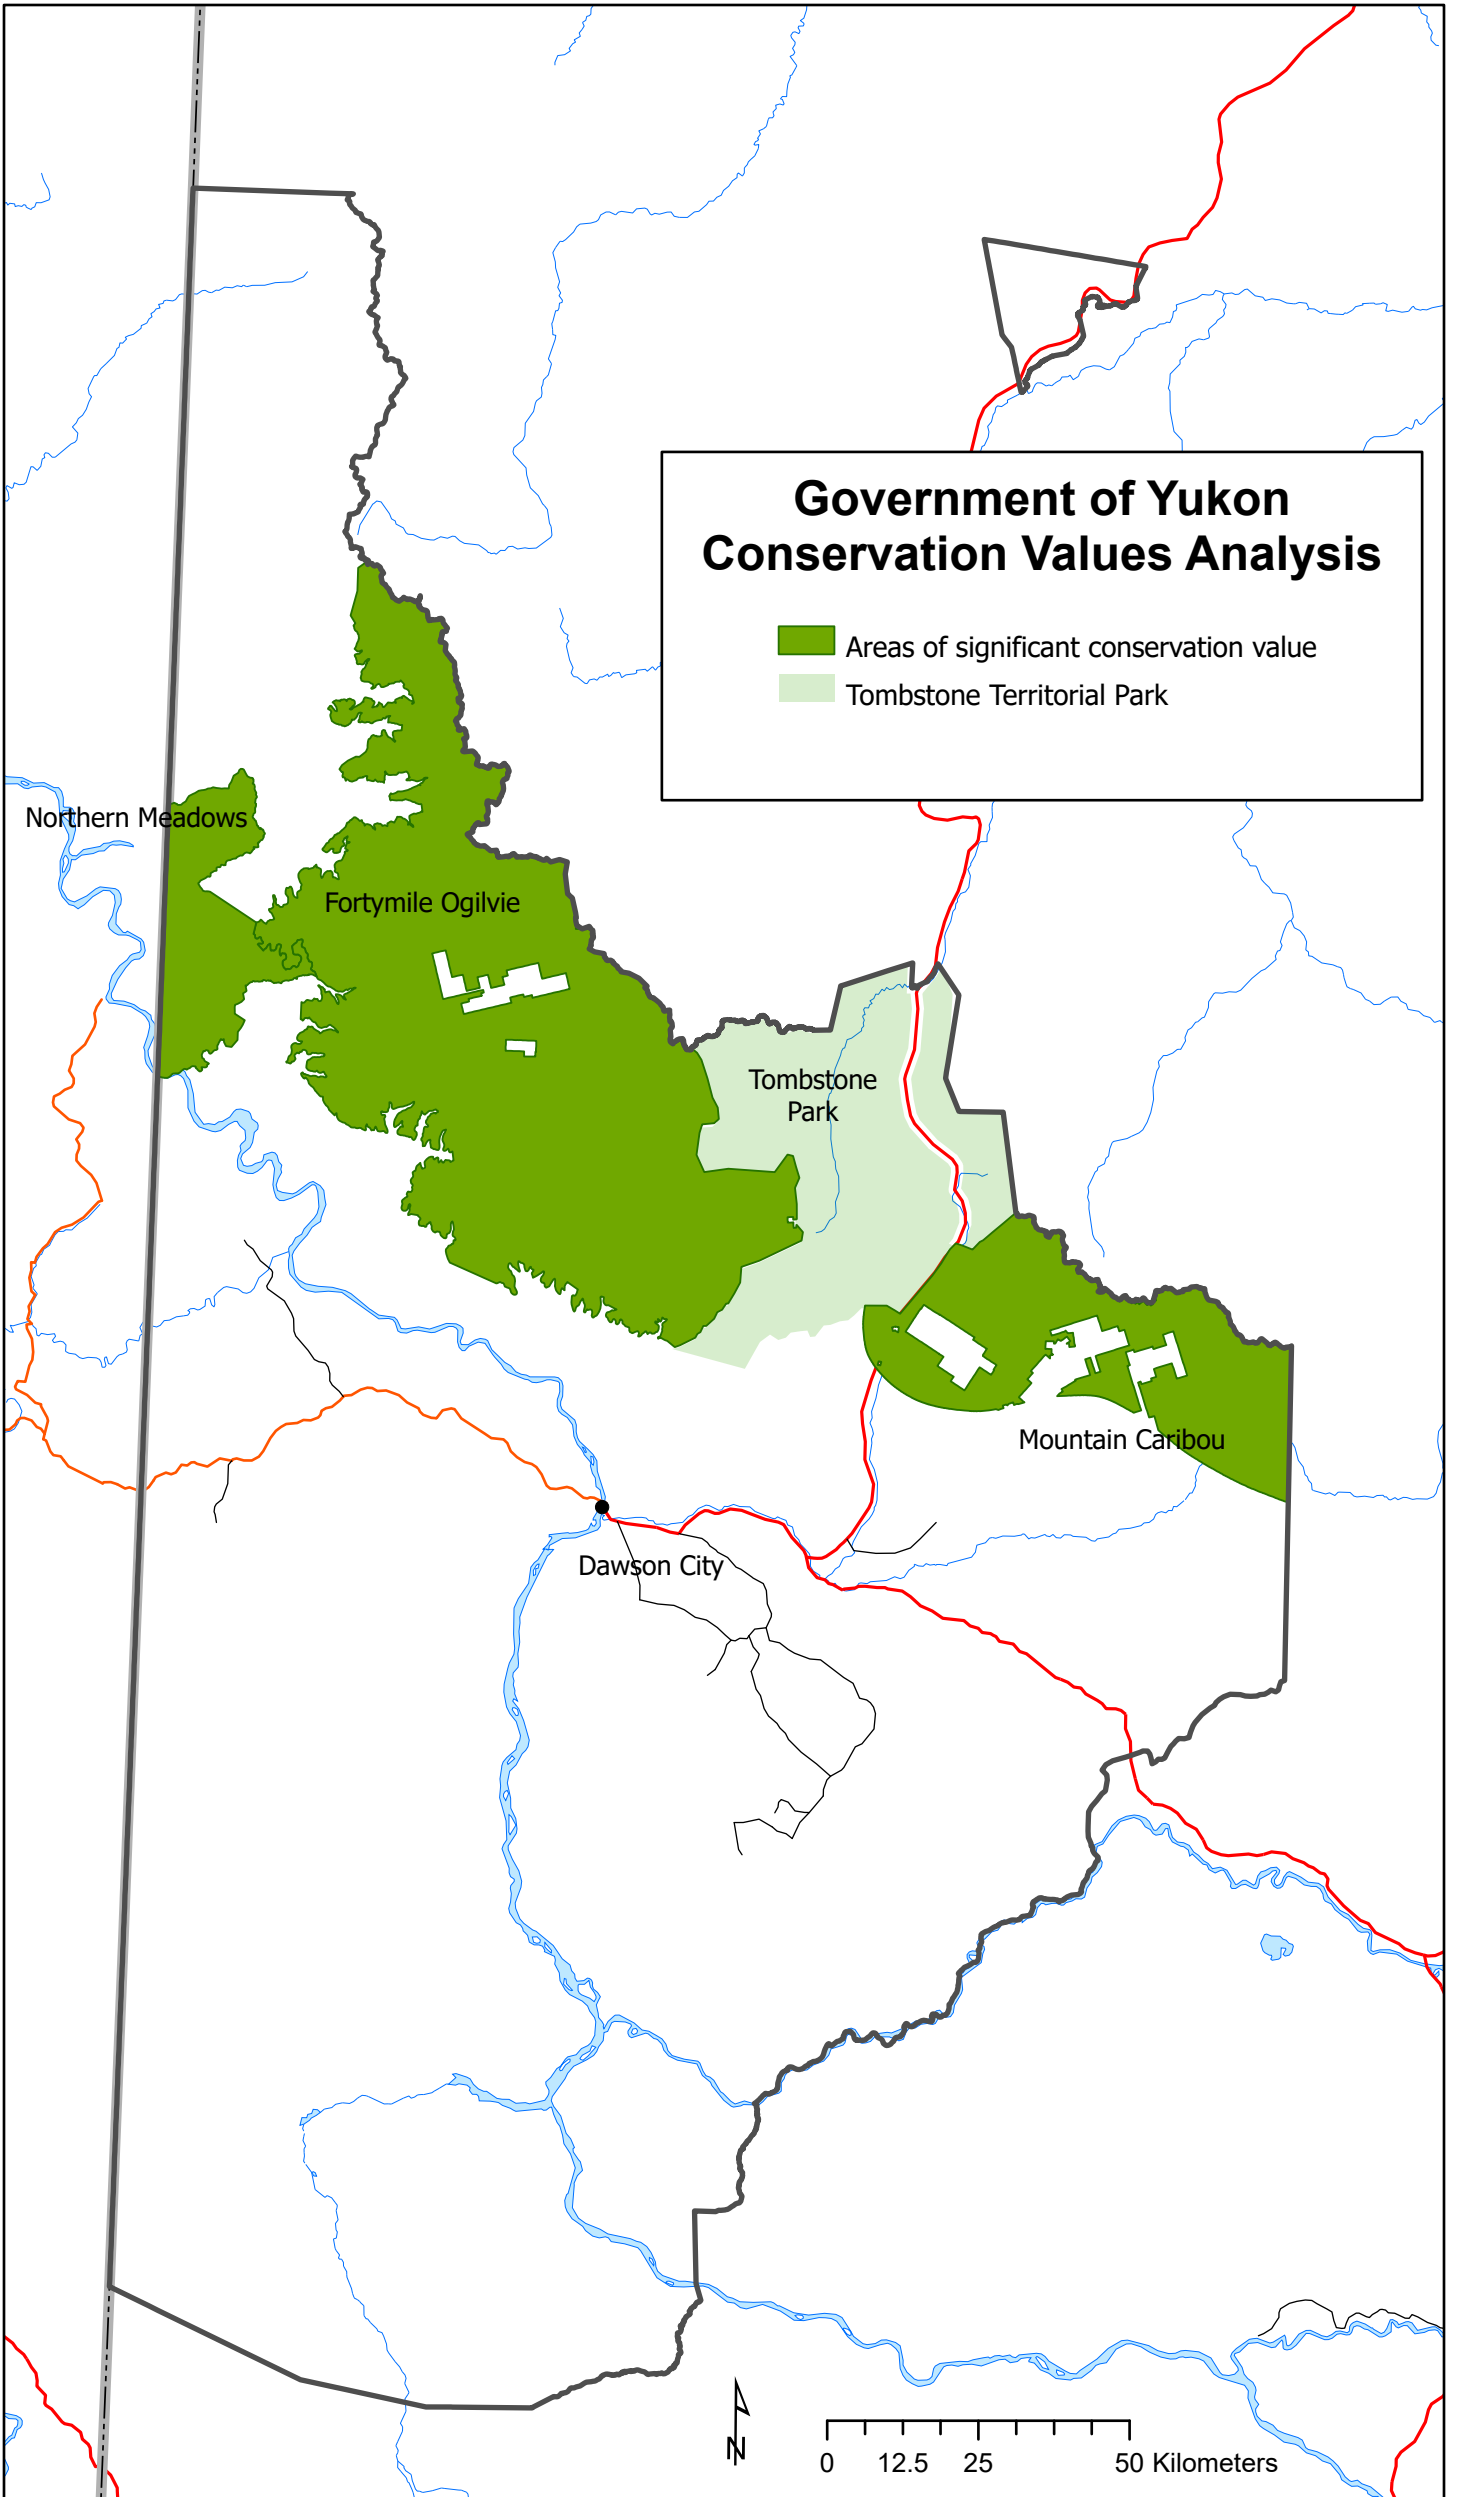 Government of Yukon
Conservation Values Analysis
Areas of significant conservation value
Tombstone Territorial Park
Northern Meadows
Fortymile Ogilvie
Tombstone
Park
Mountain Caribou
Dawson City
N
0 12.5 25 50 Kilometers